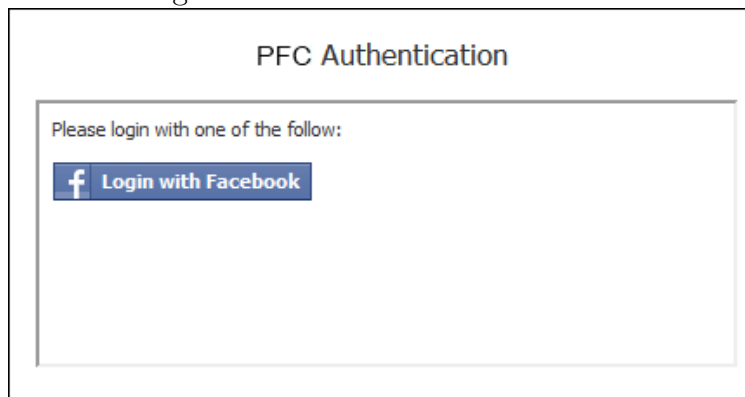 PFC Authentication
Please login with one of the follow:
f Login with Facebook